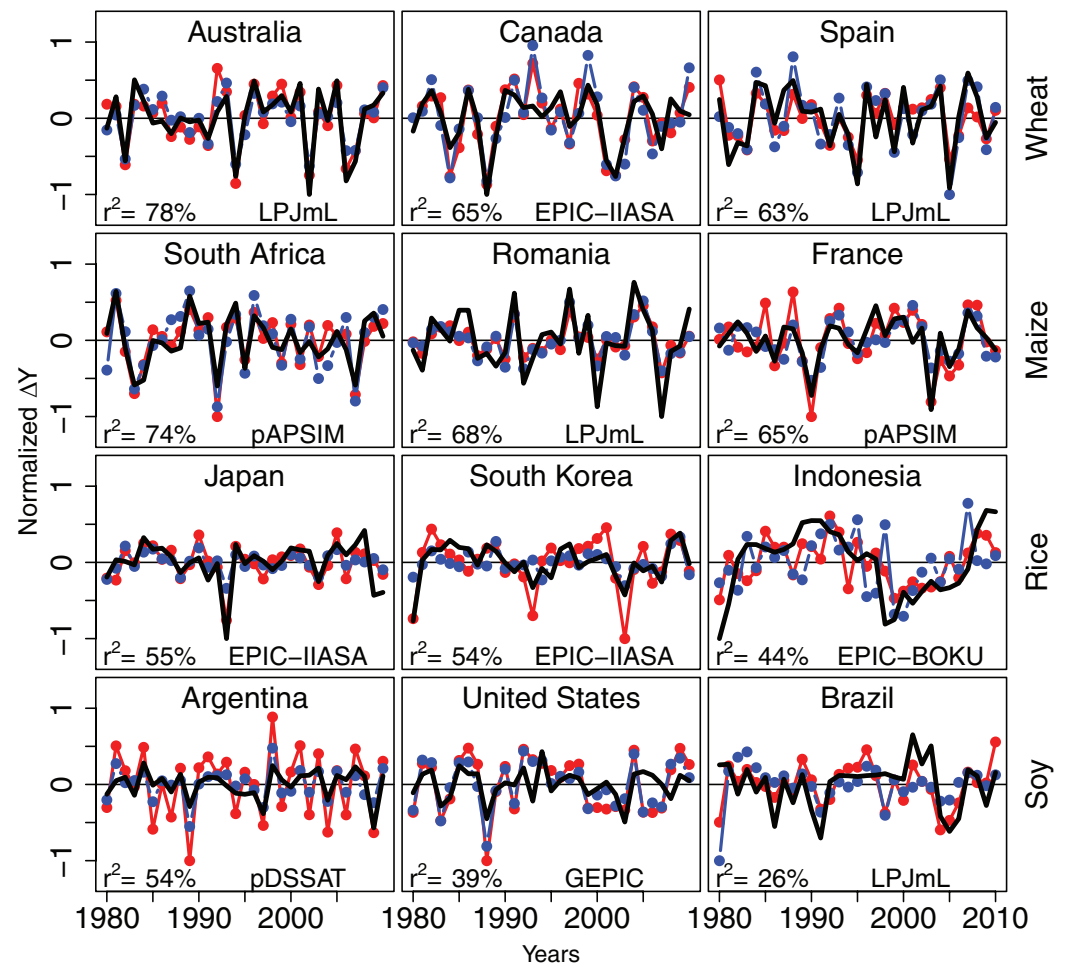 Australia
Canada
Spain
Wheat
1
0
−1
r²= 78% LPJmL
r²= 65% EPIC−IIASA
r²= 63% LPJmL
South Africa
Romania
France
Maize
1
0
−1
r²= 74% pAPSIM
r²= 68% LPJmL
r²= 65% pAPSIM
Normalized ΔY
Japan
South Korea
Indonesia
Rice
1
0
−1
r²= 55% EPIC−IIASA
r²= 54% EPIC−IIASA
r²= 44% EPIC−BOKU
Argentina
United States
Brazil
Soy
1
0
−1
r²= 54% pDSSAT
r²= 39% GEPIC
r²= 26% LPJmL
1980 1990 2000
1980 1990 2000
1980 1990 2000 2010
Years